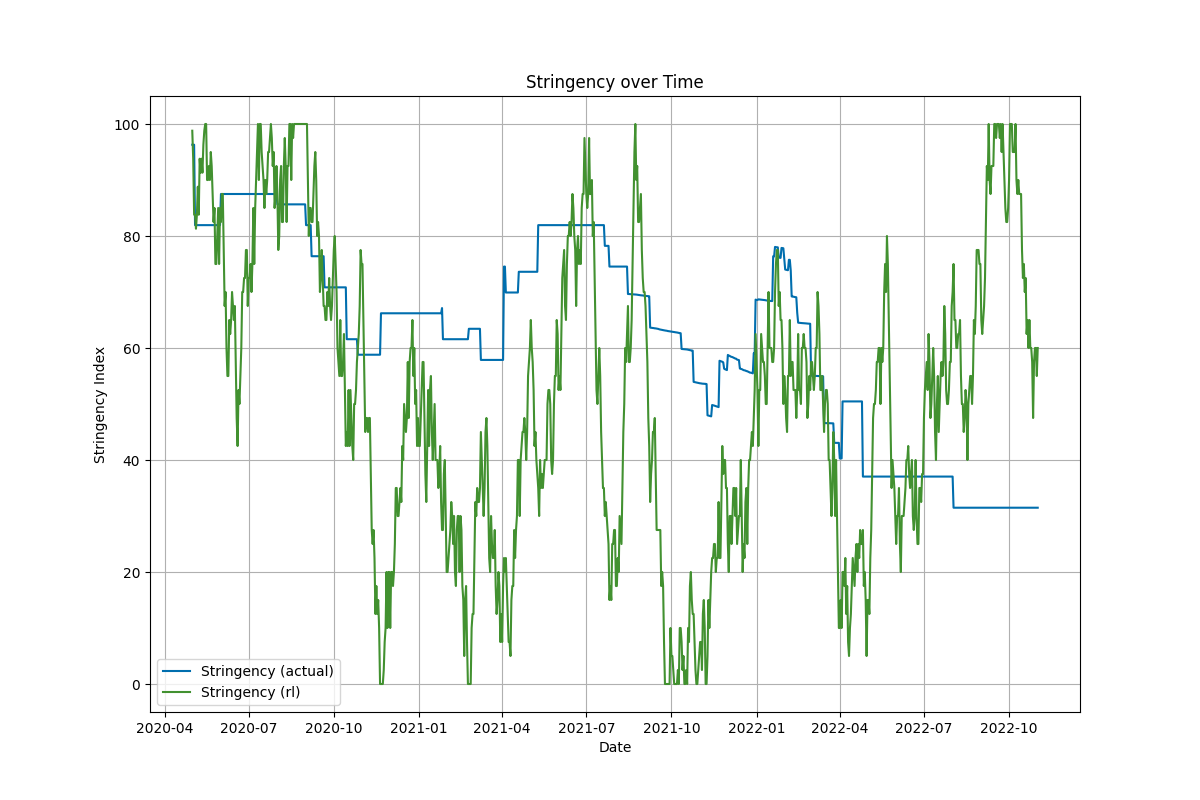 Stringency over Time
Stringency Index
100
80
60
40
20
0
Stringency (actual)
Stringency (rl)
2020-04 2020-07 2020-10 2021-01 2021-04 2021-07 2021-10 2022-01 2022-04 2022-07 2022-10
Date